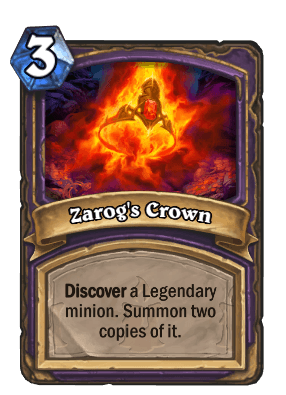 3
Zarog's Crown
Discover a Legendary
minion. Summon two
copies of it.